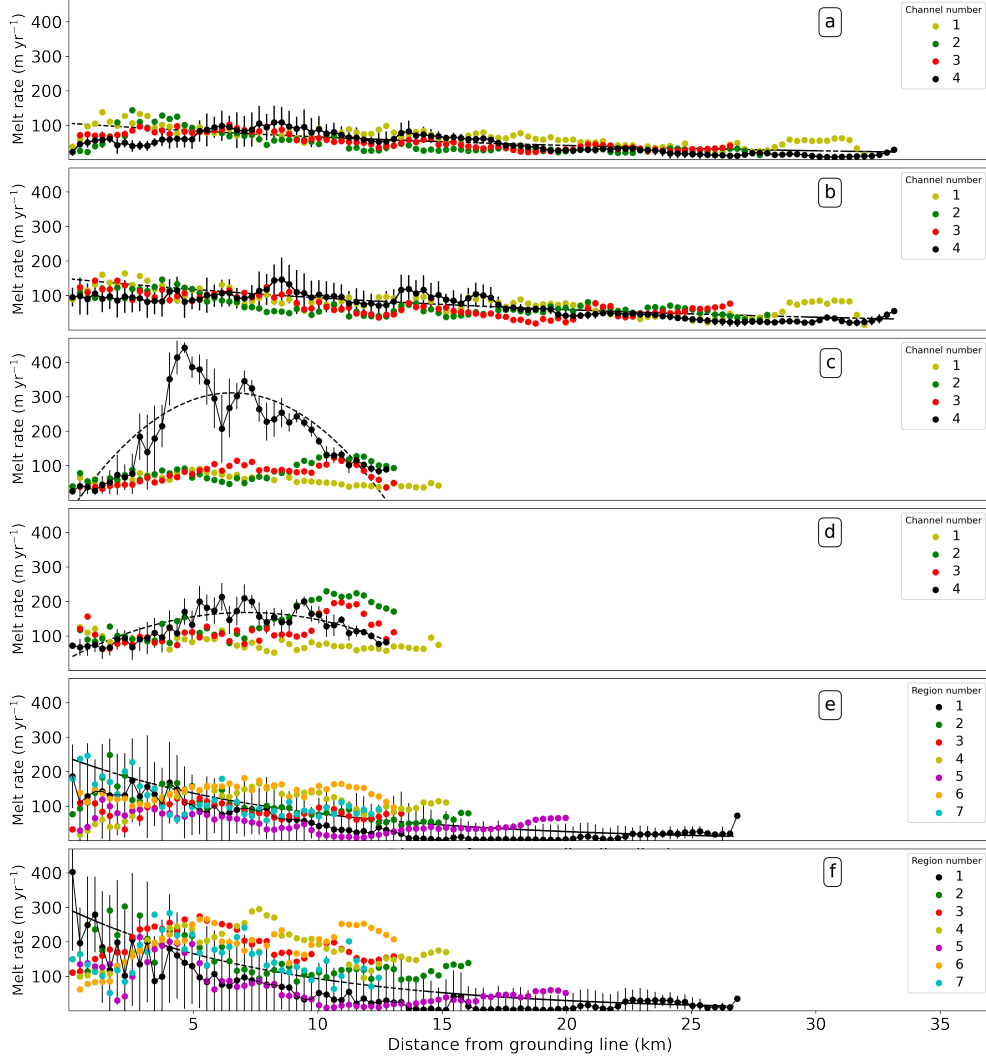 Melt rate (m yr⁻¹)
400
300
200
100
a
Channel number
1
2
3
4
Melt rate (m yr⁻¹)
400
300
200
100
b
Channel number
1
2
3
4
Melt rate (m yr⁻¹)
400
300
200
100
c
Channel number
1
2
3
4
Melt rate (m yr⁻¹)
400
300
200
100
d
Channel number
1
2
3
4
Melt rate (m yr⁻¹)
400
300
200
100
e
Region number
1
2
3
4
5
6
7
Melt rate (m yr⁻¹)
400
300
200
100
f
Region number
1
2
3
4
5
6
7
5 10 15 20 25 30 35
Distance from grounding line (km)